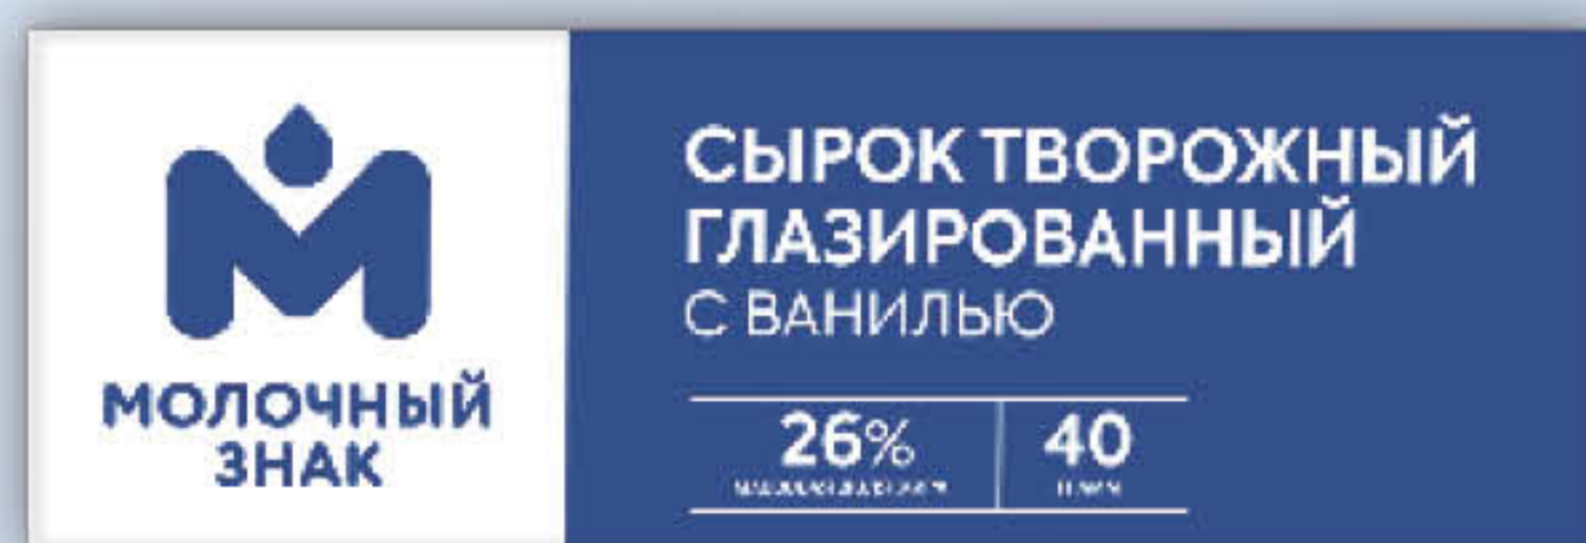 МОЛОЧНЫЙ
ЗНАК
СЫРОК ТВОРОЖНЫЙ
ГЛАЗИРОВАННЫЙ
С ВАНИЛЬЮ
26%
40